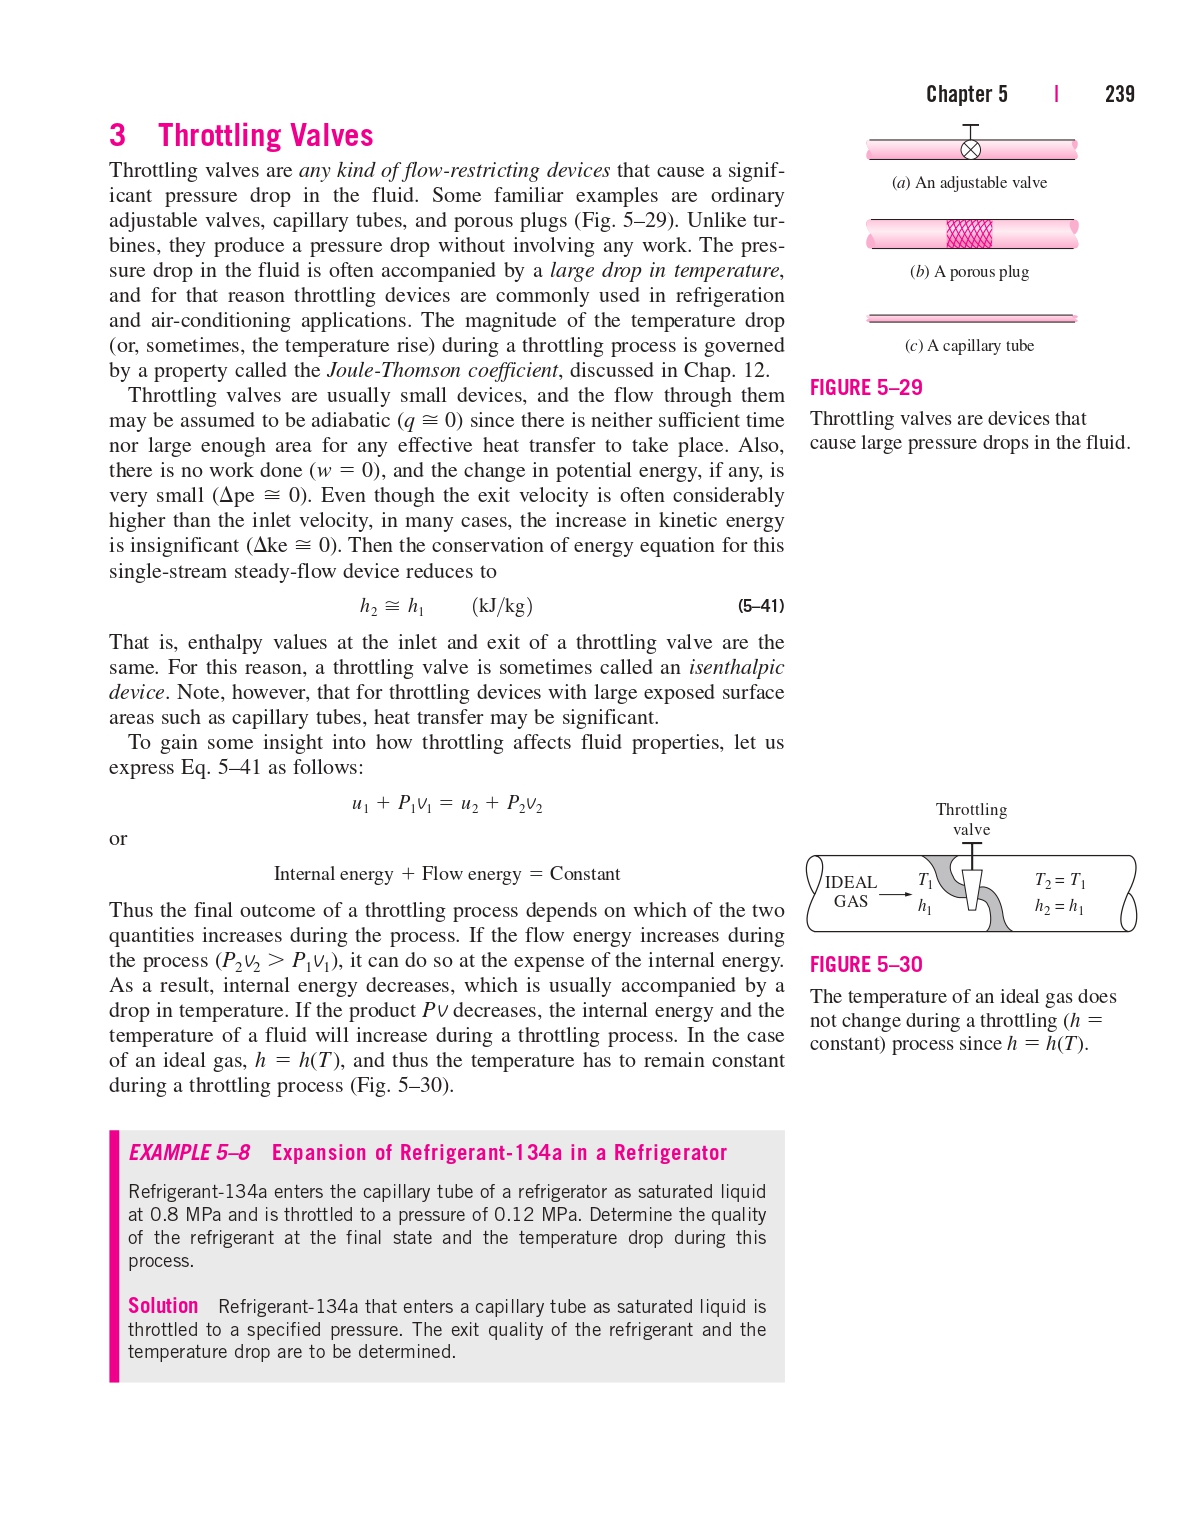 Chapter 5 | 239
3 Throttling Valves
Throttling valves are any kind of flow-restricting devices that cause a signif-
icant pressure drop in the fluid. Some familiar examples are ordinary
adjustable valves, capillary tubes, and porous plugs (Fig. 5–29). Unlike tur-
bines, they produce a pressure drop without involving any work. The pres-
sure drop in the fluid is often accompanied by a large drop in temperature,
and for that reason throttling devices are commonly used in refrigeration
and air-conditioning applications. The magnitude of the temperature drop
(or, sometimes, the temperature rise) during a throttling process is governed
by a property called the Joule-Thomson coefficient, discussed in Chap. 12.
Throttling valves are usually small devices, and the flow through them
may be assumed to be adiabatic (q ≅ 0) since there is neither sufficient time
nor large enough area for any effective heat transfer to take place. Also,
there is no work done (w = 0), and the change in potential energy, if any, is
very small (Δpe ≅ 0). Even though the exit velocity is often considerably
higher than the inlet velocity, in many cases, the increase in kinetic energy
is insignificant (Δke ≅ 0). Then the conservation of energy equation for this
single-stream steady-flow device reduces to
h₂ ≅ h₁ (kJ/kg) (5–41)
That is, enthalpy values at the inlet and exit of a throttling valve are the
same. For this reason, a throttling valve is sometimes called an isenthalpic
device. Note, however, that for throttling devices with large exposed surface
areas such as capillary tubes, heat transfer may be significant.
To gain some insight into how throttling affects fluid properties, let us
express Eq. 5–41 as follows:
u₁ + P₁v₁ = u₂ + P₂v₂
or
Internal energy + Flow energy = Constant
Thus the final outcome of a throttling process depends on which of the two
quantities increases during the process. If the flow energy increases during
the process (P₂v₂ > P₁v₁), it can do so at the expense of the internal energy.
As a result, internal energy decreases, which is usually accompanied by a
drop in temperature. If the product Pv decreases, the internal energy and the
temperature of a fluid will increase during a throttling process. In the case
of an ideal gas, h = h(T), and thus the temperature has to remain constant
during a throttling process (Fig. 5–30).
EXAMPLE 5–8 Expansion of Refrigerant-134a in a Refrigerator
Refrigerant-134a enters the capillary tube of a refrigerator as saturated liquid
at 0.8 MPa and is throttled to a pressure of 0.12 MPa. Determine the quality
of the refrigerant at the final state and the temperature drop during this
process.
Solution Refrigerant-134a that enters a capillary tube as saturated liquid is
throttled to a specified pressure. The exit quality of the refrigerant and the
temperature drop are to be determined.
(a) An adjustable valve
(b) A porous plug
(c) A capillary tube
FIGURE 5–29
Throttling valves are devices that
cause large pressure drops in the fluid.
Throttling
valve
IDEAL T₁ T₂ = T₁
GAS h₁ h₂ = h₁
FIGURE 5–30
The temperature of an ideal gas does
not change during a throttling (h =
constant) process since h = h(T).